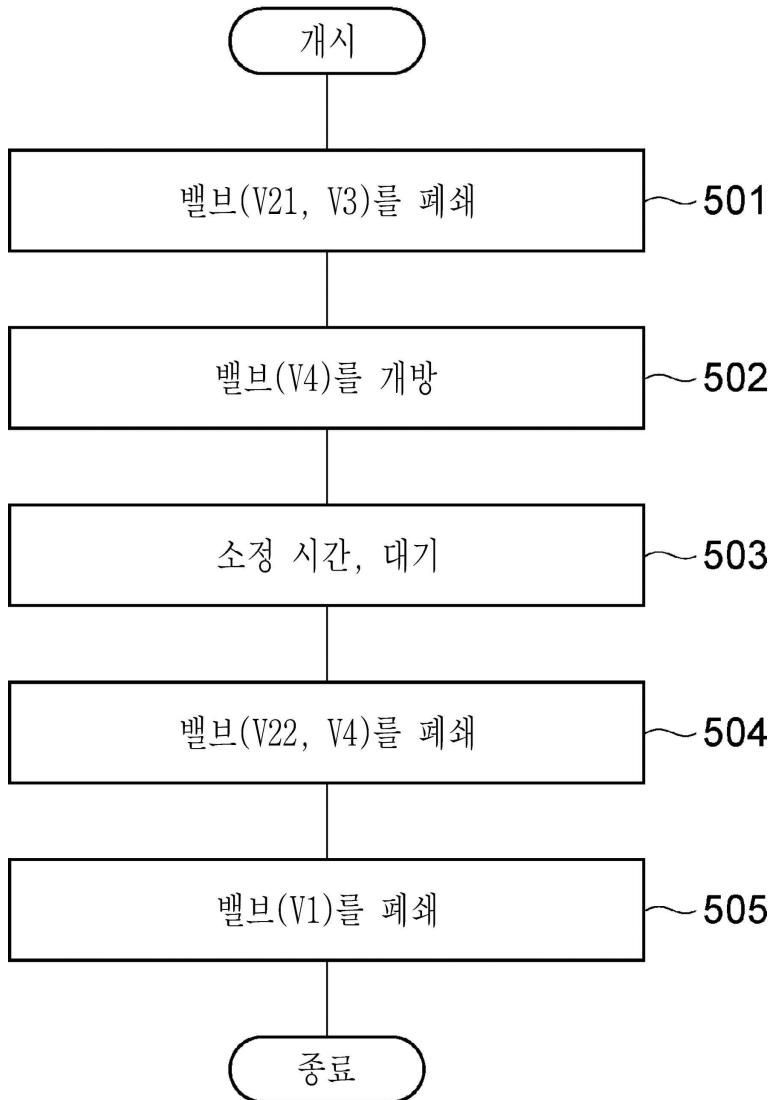 개시
밸브(V21, V3)를 폐쇄
501
밸브(V4)를 개방
502
소정 시간, 대기
503
밸브(V22, V4)를 폐쇄
504
밸브(V1)를 폐쇄
505
종료